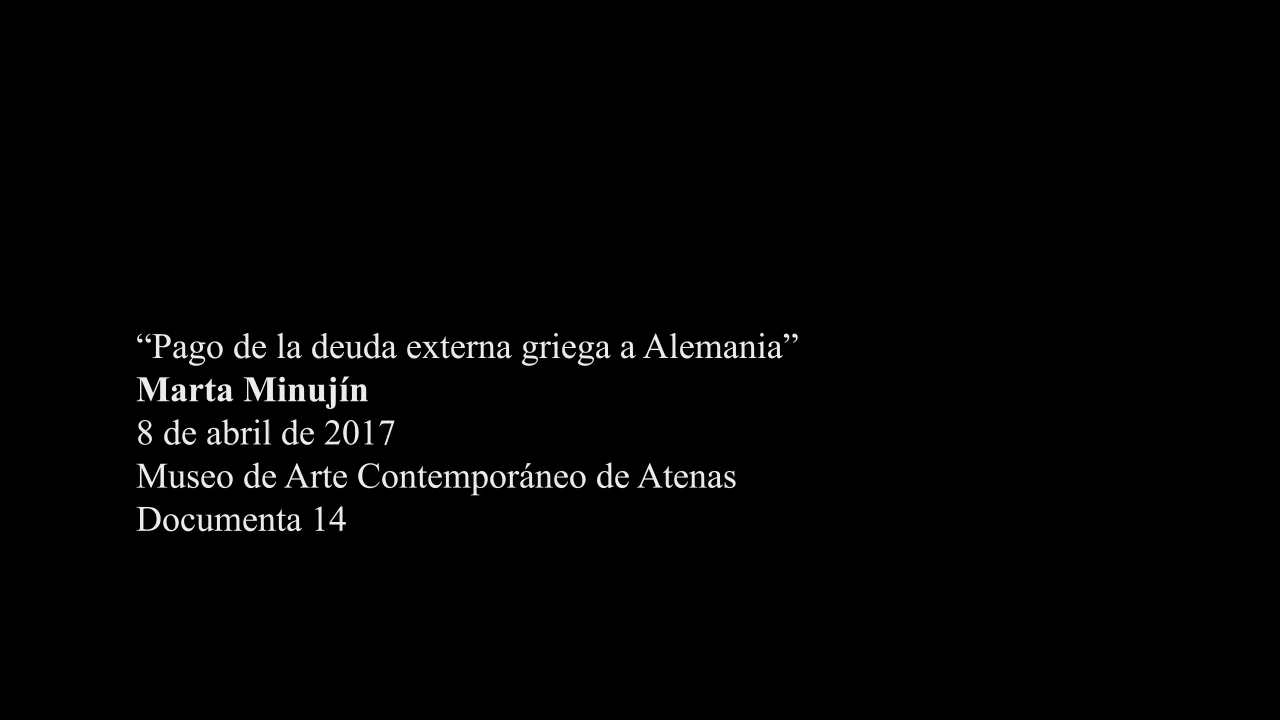 “Pago de la deuda externa griega a Alemania”
Marta Minujín
8 de abril de 2017
Museo de Arte Contemporáneo de Atenas
Documenta 14